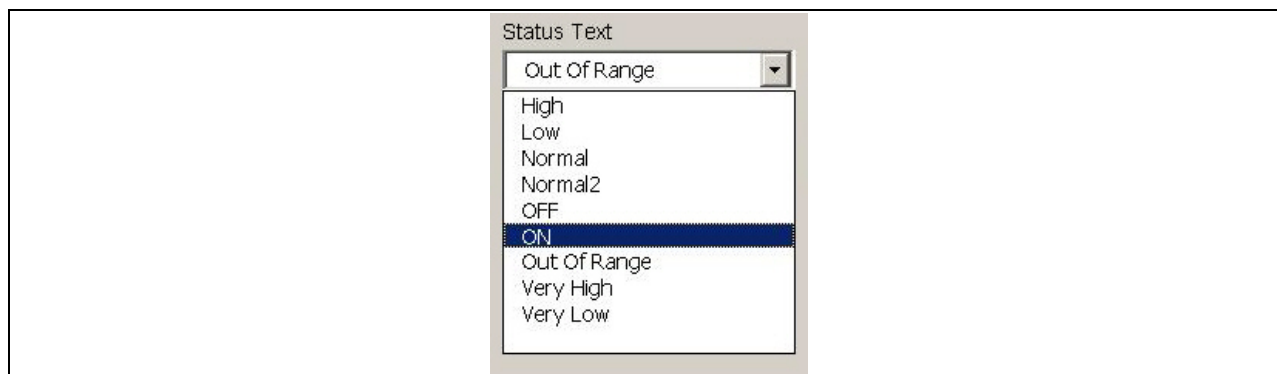 Status Text
Out Of Range
High
Low
Normal
Normal2
OFF
ON
Out Of Range
Very High
Very Low